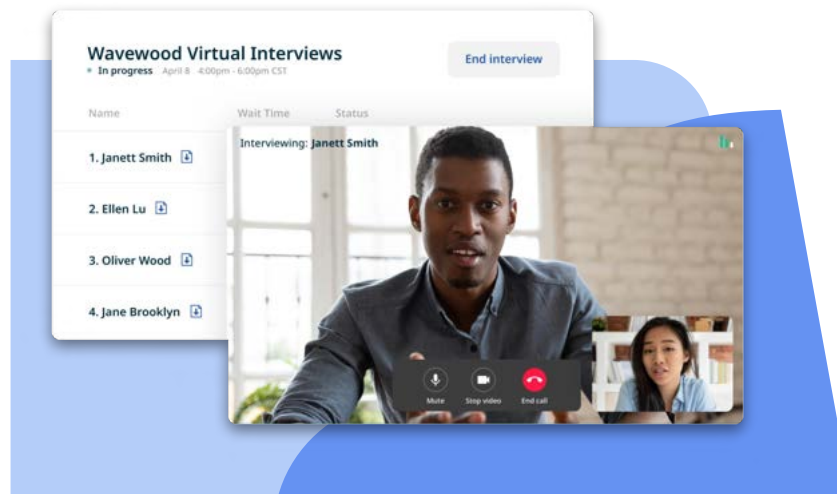 Wavewood Virtual Interviews
In progress April 8 4:00pm - 6:00pm CST
End interview
Name Wait Time Status
Interviewing: Janett Smith
1. Janett Smith
2. Ellen Lu
3. Oliver Wood
4. Jane Brooklyn
Mute Stop video End call